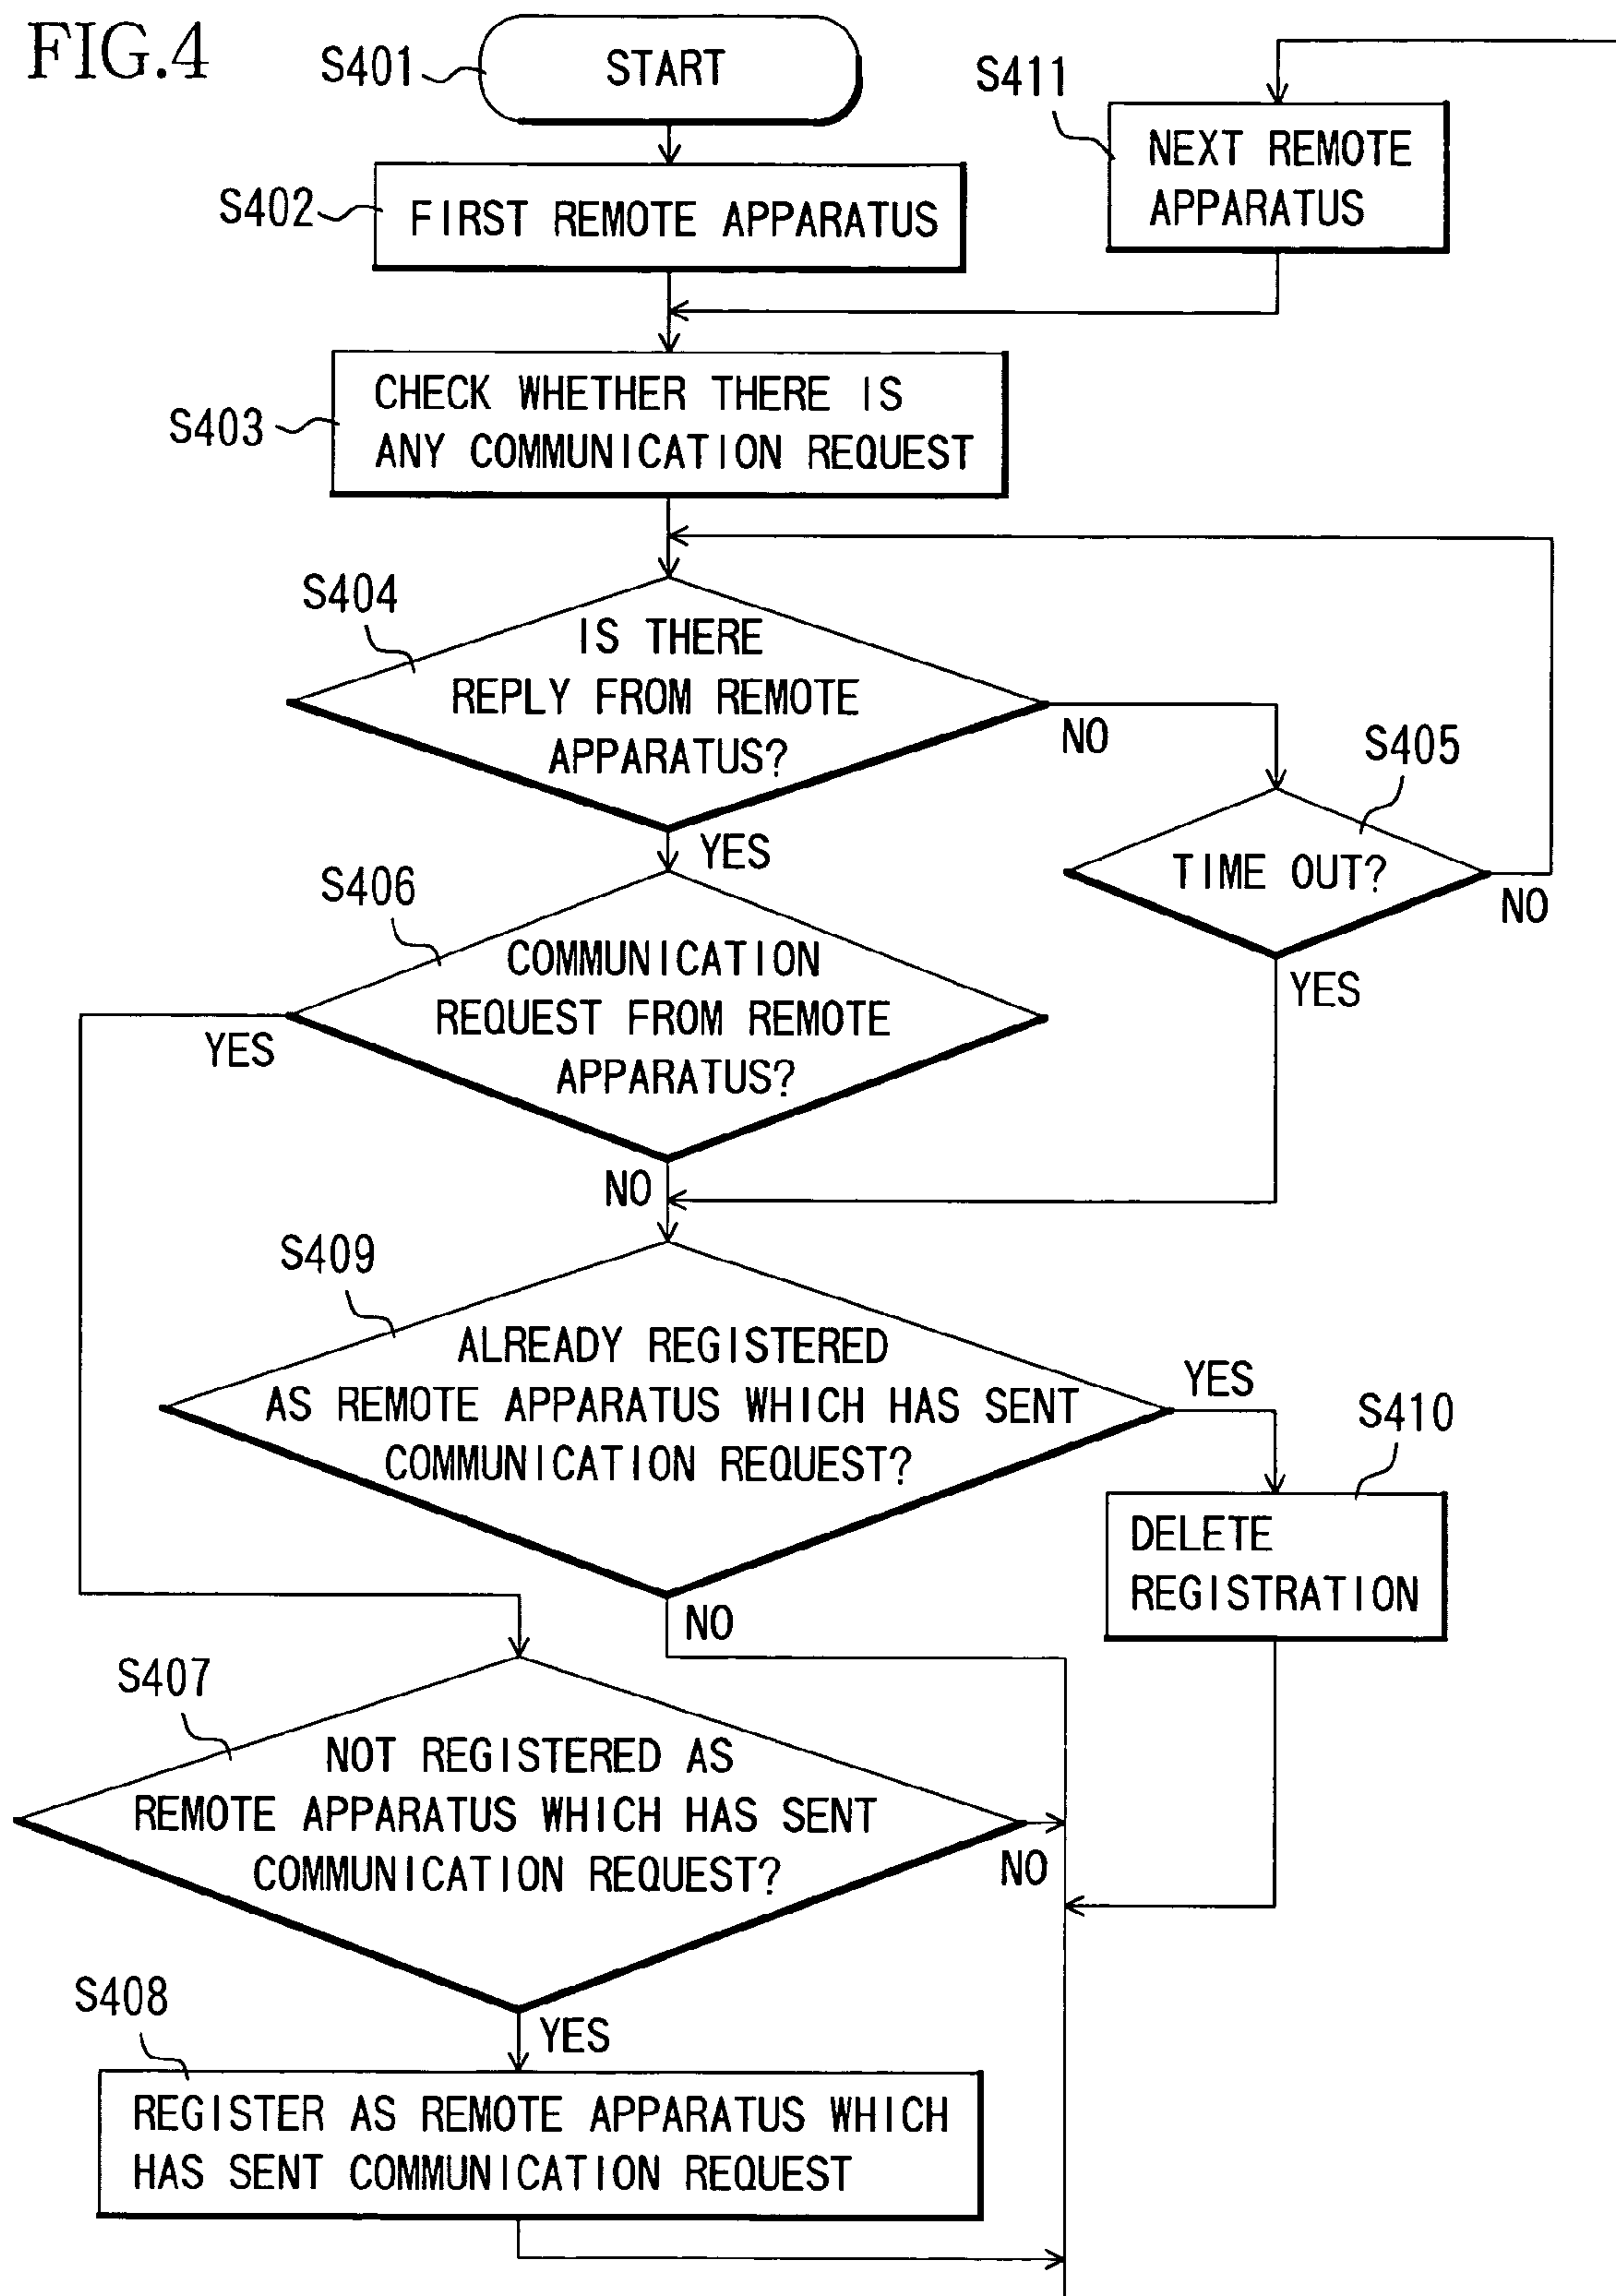 FIG.4
S401
START
S411
NEXT REMOTE
APPARATUS
S402
FIRST REMOTE APPARATUS
S403
CHECK WHETHER THERE IS
ANY COMMUNICATION REQUEST
S404
IS THERE
REPLY FROM REMOTE
APPARATUS?
NO
S405
TIME OUT?
NO
YES
YES
S406
COMMUNICATION
REQUEST FROM REMOTE
APPARATUS?
YES
NO
S409
ALREADY REGISTERED
AS REMOTE APPARATUS WHICH HAS SENT
COMMUNICATION REQUEST?
YES
S410
DELETE
REGISTRATION
NO
S407
NOT REGISTERED AS
REMOTE APPARATUS WHICH HAS SENT
COMMUNICATION REQUEST?
NO
YES
S408
REGISTER AS REMOTE APPARATUS WHICH
HAS SENT COMMUNICATION REQUEST